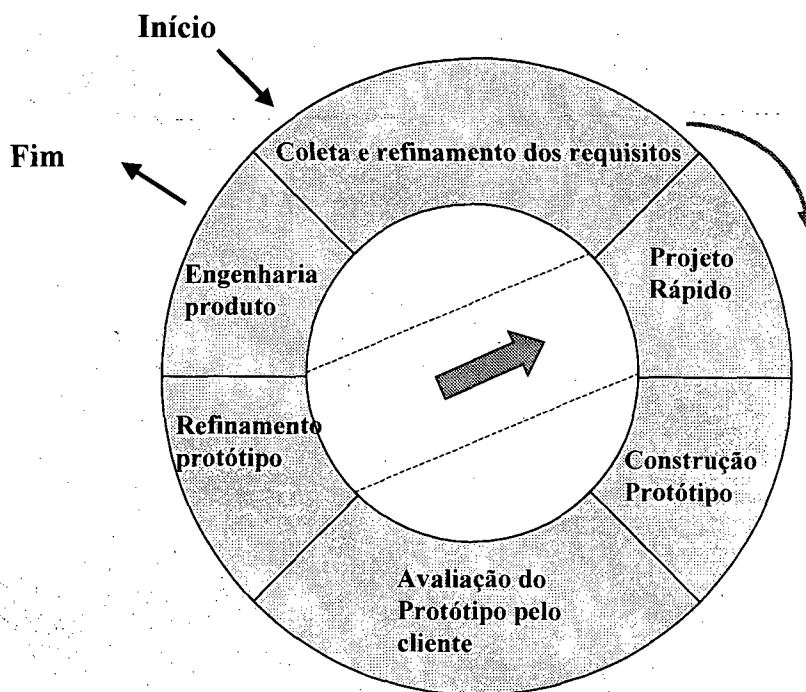 Início
Fim
Coleta e refinamento dos requisitos
Projeto
Rápido
Construção
Protótipo
Avaliação do
Protótipo pelo
cliente
Refinamento
protótipo
Engenharia
produto